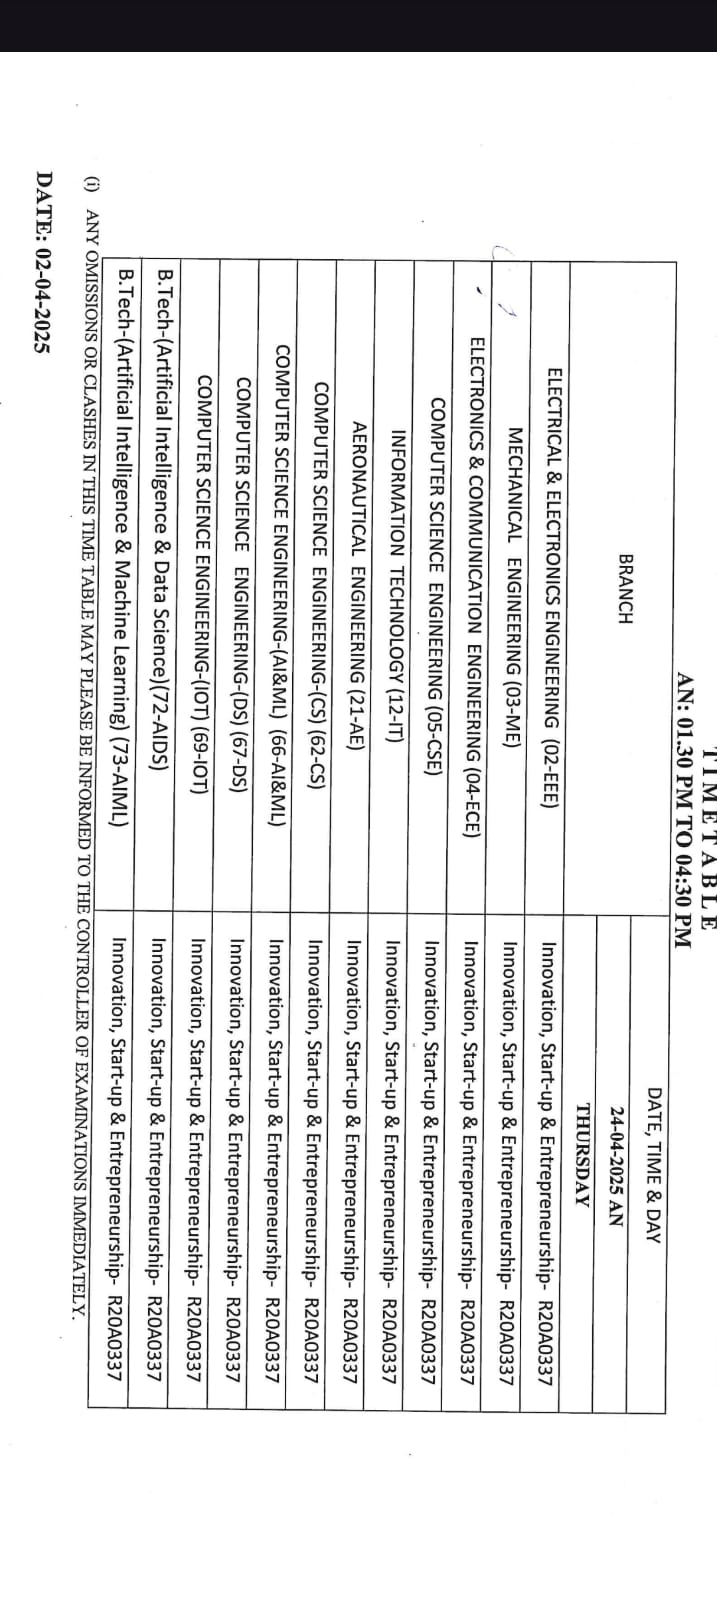 T I M E T A B L E
AN: 01.30 PM TO 04:30 PM
BRANCH
DATE, TIME & DAY
24-04-2025 AN
THURSDAY
ELECTRICAL & ELECTRONICS ENGINEERING (02-EEE) Innovation, Start-up & Entrepreneurship- R20A0337
MECHANICAL ENGINEERING (03-ME) Innovation, Start-up & Entrepreneurship- R20A0337
ELECTRONICS & COMMUNICATION ENGINEERING (04-ECE) Innovation, Start-up & Entrepreneurship- R20A0337
COMPUTER SCIENCE ENGINEERING (05-CSE) Innovation, Start-up & Entrepreneurship- R20A0337
INFORMATION TECHNOLOGY (12-IT) Innovation, Start-up & Entrepreneurship- R20A0337
AERONAUTICAL ENGINEERING (21-AE) Innovation, Start-up & Entrepreneurship- R20A0337
COMPUTER SCIENCE ENGINEERING-(CS) (62-CS) Innovation, Start-up & Entrepreneurship- R20A0337
COMPUTER SCIENCE ENGINEERING-(AI&ML) (66-AI&ML) Innovation, Start-up & Entrepreneurship- R20A0337
COMPUTER SCIENCE ENGINEERING-(DS) (67-DS) Innovation, Start-up & Entrepreneurship- R20A0337
COMPUTER SCIENCE ENGINEERING-(IOT) (69-IOT) Innovation, Start-up & Entrepreneurship- R20A0337
B.Tech-(Artificial Intelligence & Data Science)(72-AIDS) Innovation, Start-up & Entrepreneurship- R20A0337
B.Tech-(Artificial Intelligence & Machine Learning) (73-AIML) Innovation, Start-up & Entrepreneurship- R20A0337
(i) ANY OMISSIONS OR CLASHES IN THIS TIME TABLE MAY PLEASE BE INFORMED TO THE CONTROLLER OF EXAMINATIONS IMMEDIATELY.
DATE: 02-04-2025